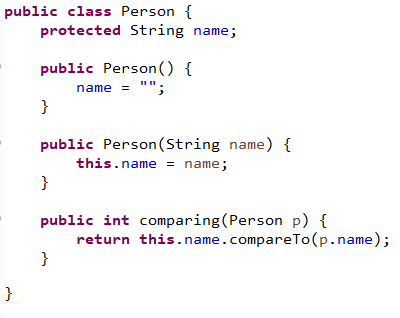 public class Person {
    protected String name;

    public Person() {
        name = "";
    }

    public Person(String name) {
        this.name = name;
    }

    public int comparing(Person p) {
        return this.name.compareTo(p.name);
    }

}